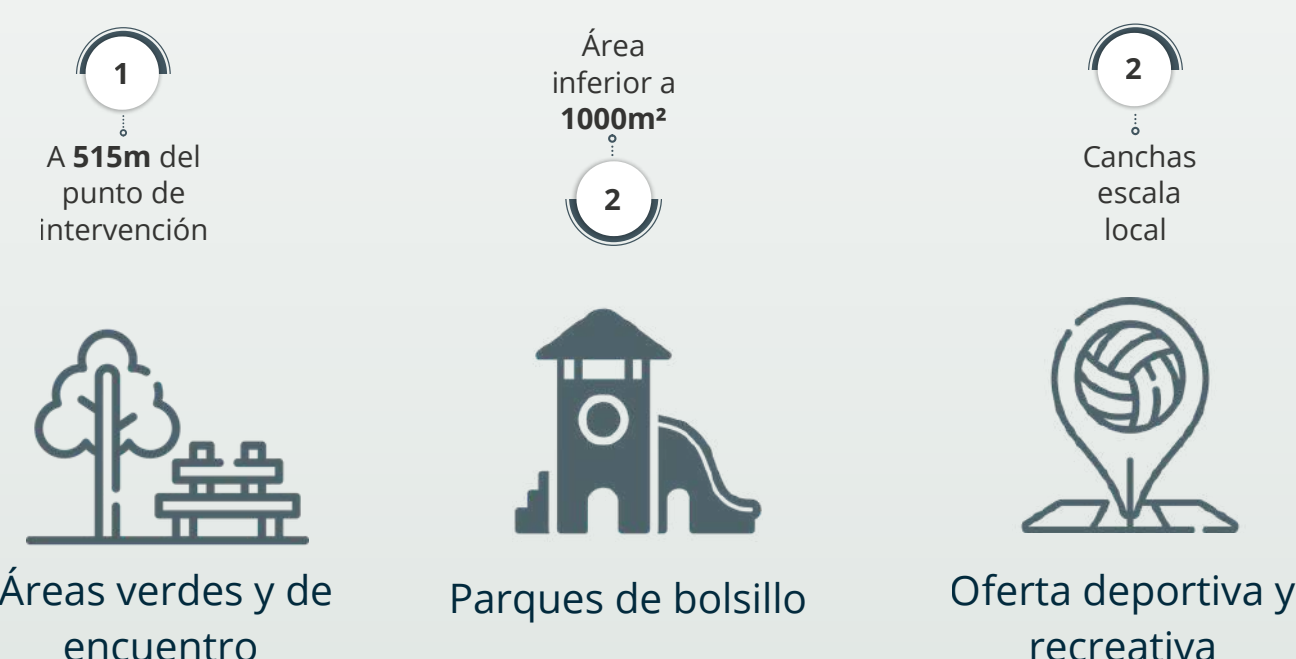 1
A 515m del
punto de
intervención
Áreas verdes y de
encuentro
Área
inferior a
1000m²
2
Parques de bolsillo
2
Canchas
escala
local
Oferta deportiva y
recreativa